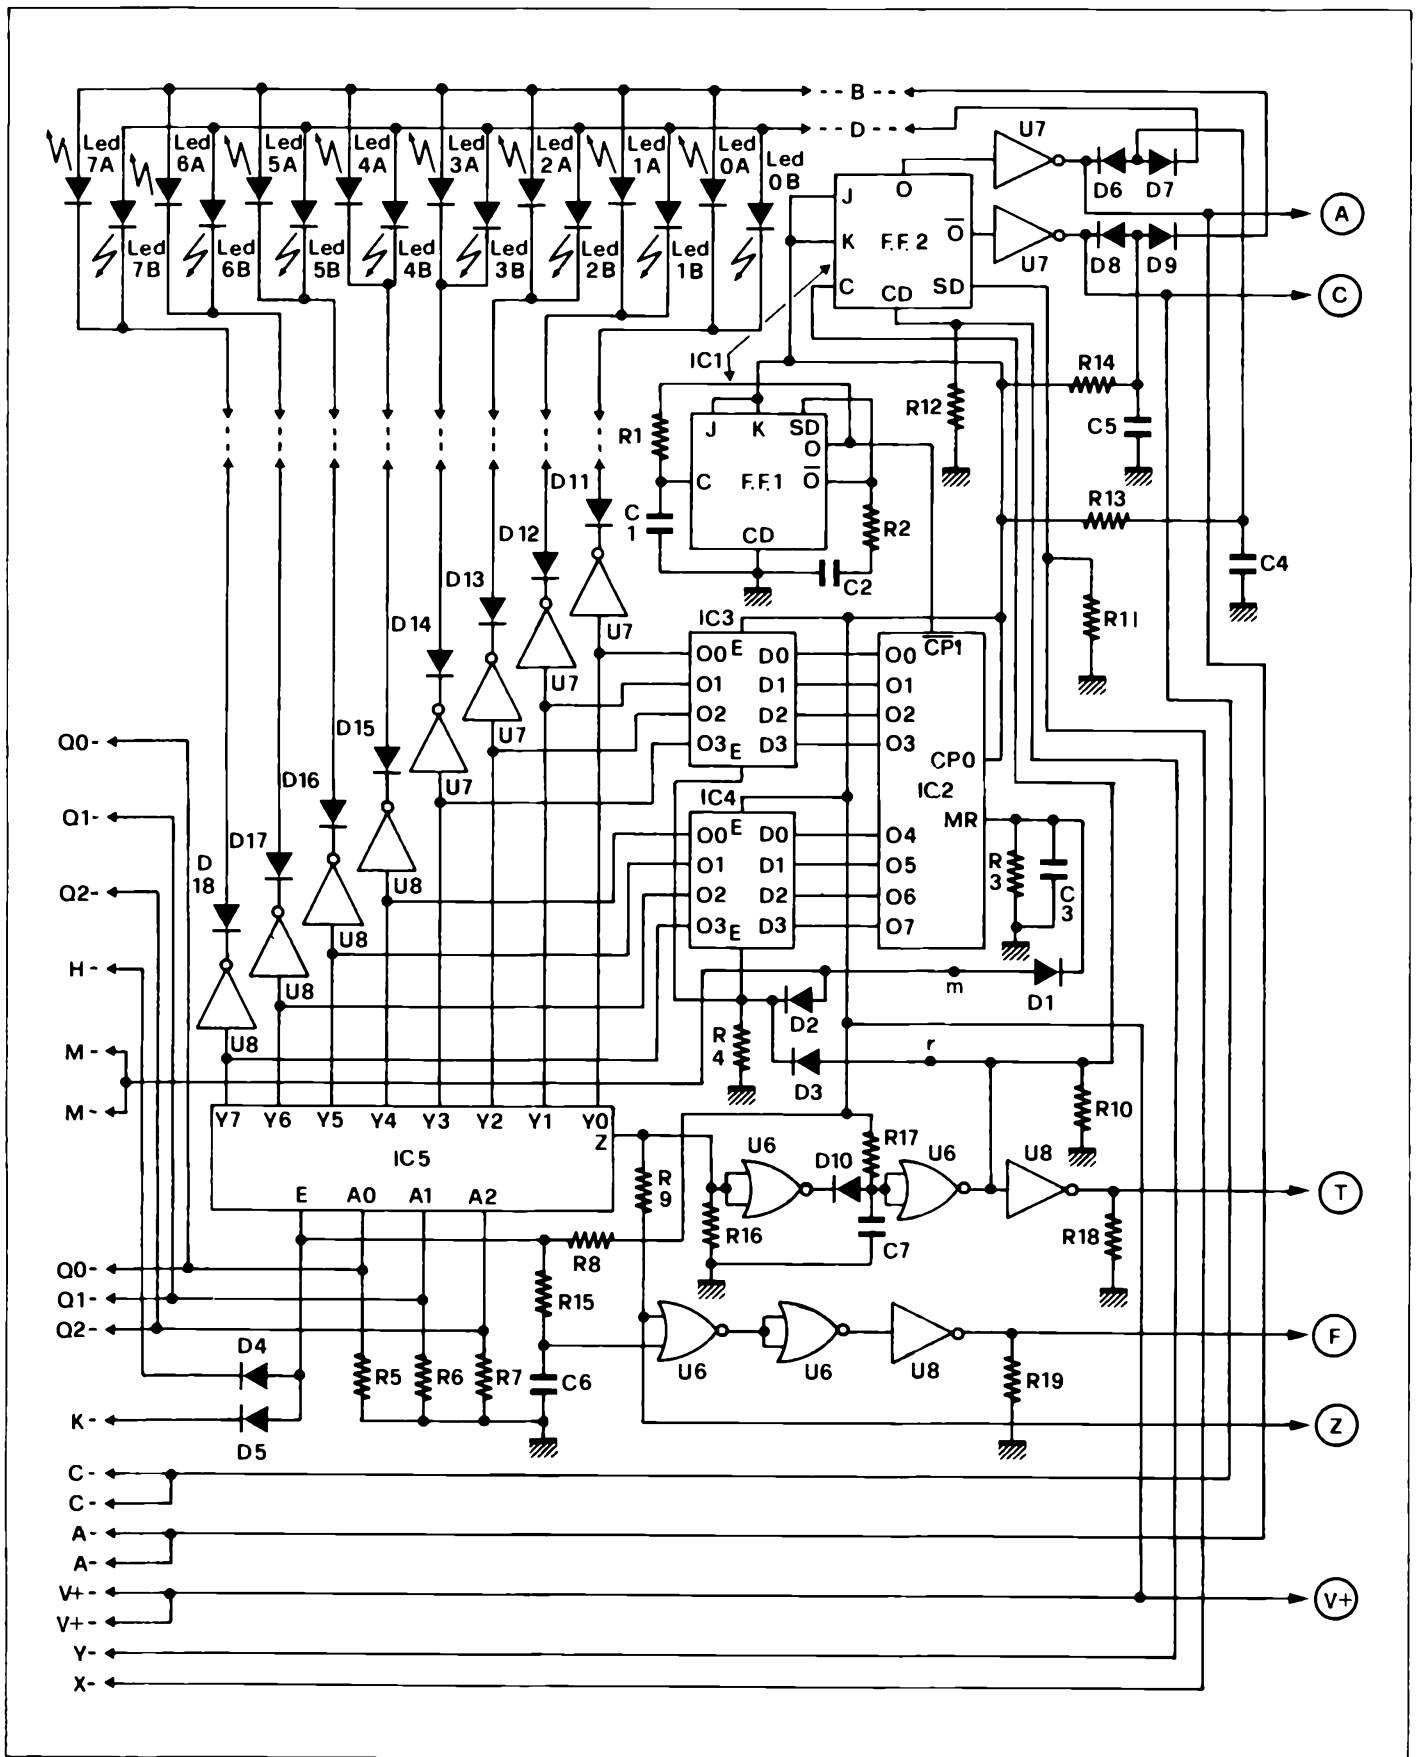 B
D
Led 7A
Led 6A
Led 5A
Led 4A
Led 3A
Led 2A
Led 1A
Led 0A
Led 0B
Led 7B
Led 6B
Led 5B
Led 4B
Led 3B
Led 2B
Led 1B
U7
D6 D7
A
J O
K F.F.2 O
C CD SD
U7
D8 D9
C
IC1
R14
R12
C5
R1
J K SD
O
C F.F.1 O
CD
R2
C 1
C2
R13
C4
R11
D11
D12
D13
D14
D15
D16
D17
D 18
U7
U7
U7
U7
U8
U8
U8
U8
IC3
O0 E D0
O1 D1
O2 D2
O3 E D3
O0 CP1
O1
O2
O3
CP0
IC2
MR
O4
O5
O6
O7
IC4
O0 E D0
O1 D1
O2 D2
O3 E D3
R 3
C 3
m
D1
D2
R 4
D3
r
R10
Q0-
Q1-
Q2-
H-
M-
M-
Y7 Y6 Y5 Y4 Y3 Y2 Y1 Y0
Z
IC5
E A0 A1 A2
R 9
U6
D10
R17
U6
U8
T
R16
C7
R18
R8
R15
Q0-
Q1-
Q2-
D4
R5 R6 R7
C6
U6
U6
U8
F
R19
K-
D5
Z
C-
C-
A-
A-
V+-
V+-
V+
Y-
X-